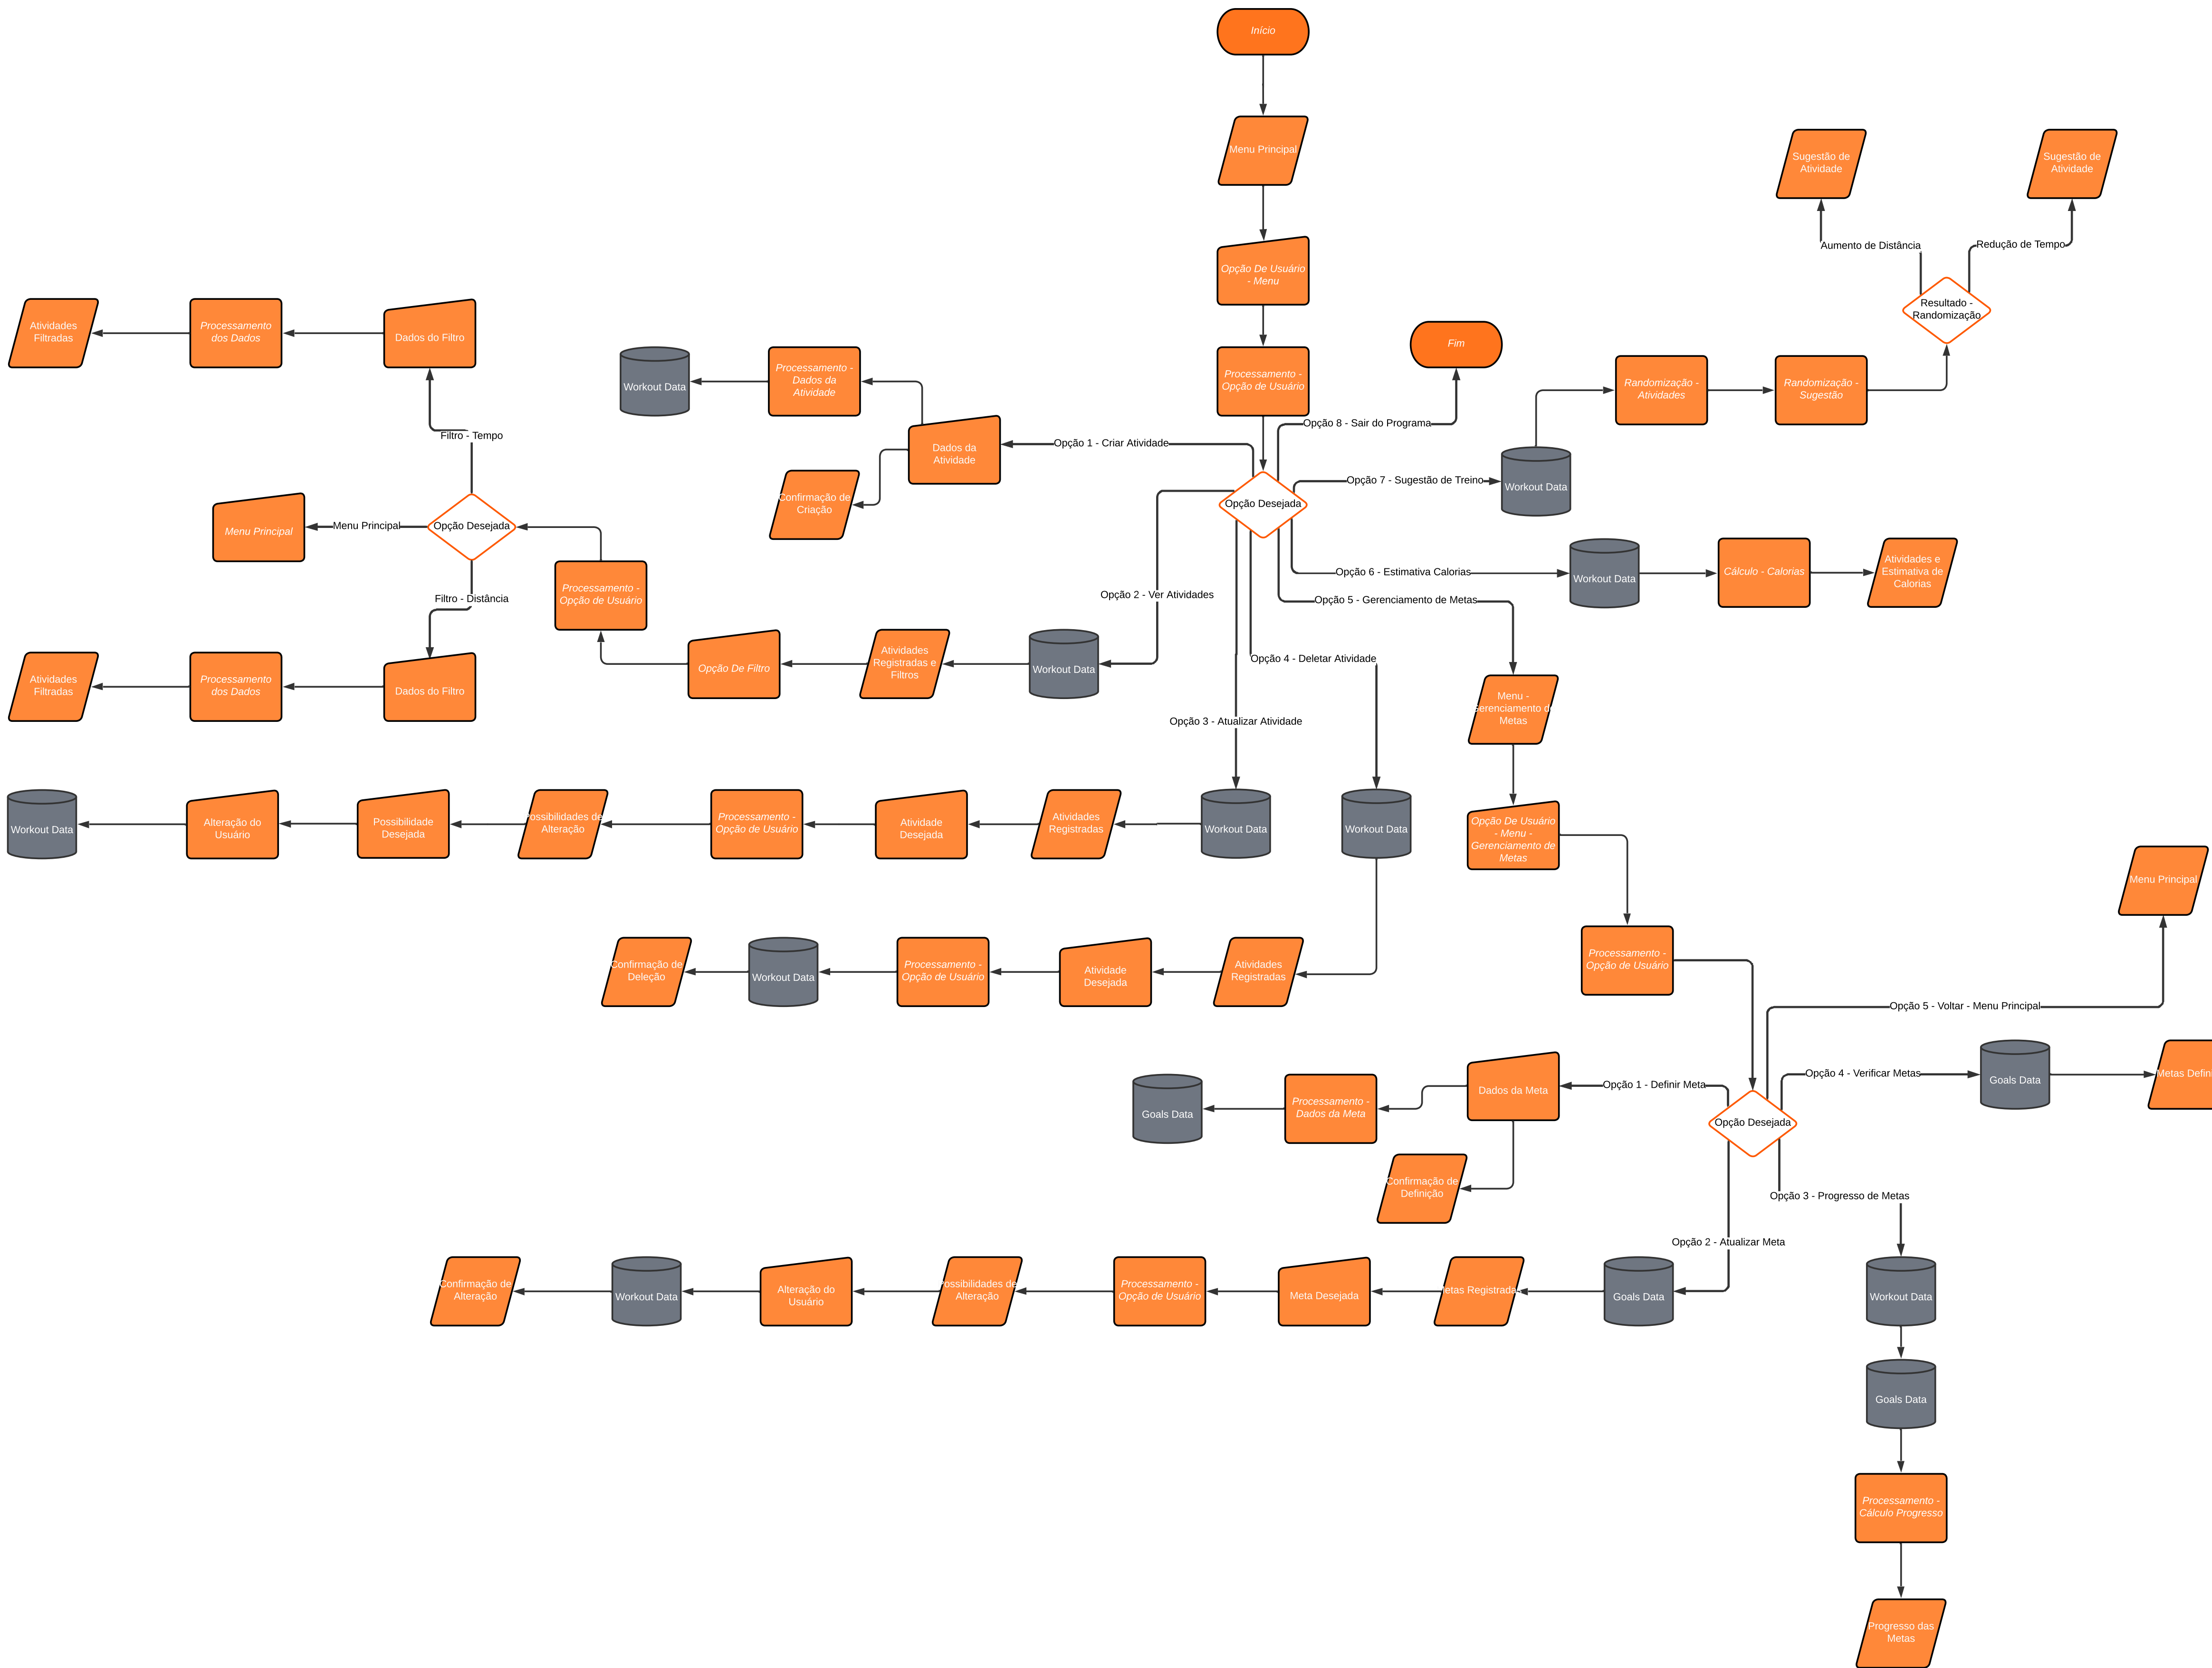 Início
Menu Principal
Sugestão de
Atividade
Sugestão de
Atividade
Aumento de Distância
Redução de Tempo
Opção De Usuário
- Menu
Resultado -
Randomização
Atividades
Filtradas
Processamento
dos Dados
Dados do Filtro
Workout Data
Processamento -
Dados da
Atividade
Processamento -
Opção de Usuário
Fim
Randomização -
Atividades
Randomização -
Sugestão
Filtro - Tempo
Dados da
Atividade
Opção 1 - Criar Atividade
Opção 8 - Sair do Programa
Confirmação de
Criação
Opção Desejada
Opção 7 - Sugestão de Treino
Workout Data
Menu Principal
Menu Principal
Opção Desejada
Filtro - Distância
Processamento -
Opção de Usuário
Opção 2 - Ver Atividades
Opção 6 - Estimativa Calorias
Workout Data
Cálculo - Calorias
Atividades e
Estimativa de
Calorias
Opção 5 - Gerenciamento de Metas
Atividades
Filtradas
Processamento
dos Dados
Dados do Filtro
Opção De Filtro
Atividades
Registradas e
Filtros
Workout Data
Opção 4 - Deletar Atividade
Opção 3 - Atualizar Atividade
Menu -
Gerenciamento de
Metas
Workout Data
Alteração do
Usuário
Possibilidade
Desejada
Possibilidades de
Alteração
Processamento -
Opção de Usuário
Atividade
Desejada
Atividades
Registradas
Workout Data
Workout Data
Opção De Usuário
- Menu -
Gerenciamento de
Metas
Menu Principal
Confirmação de
Deleção
Workout Data
Processamento -
Opção de Usuário
Atividade
Desejada
Atividades
Registradas
Processamento -
Opção de Usuário
Opção 5 - Voltar - Menu Principal
Goals Data
Processamento -
Dados da Meta
Dados da Meta
Opção 1 - Definir Meta
Opção 4 - Verificar Metas
Goals Data
Metas Defini
Opção Desejada
Confirmação de
Definição
Opção 3 - Progresso de Metas
Opção 2 - Atualizar Meta
Confirmação de
Alteração
Workout Data
Alteração do
Usuário
Possibilidades de
Alteração
Processamento -
Opção de Usuário
Meta Desejada
Metas Registradas
Goals Data
Workout Data
Goals Data
Processamento -
Cálculo Progresso
Progresso das
Metas